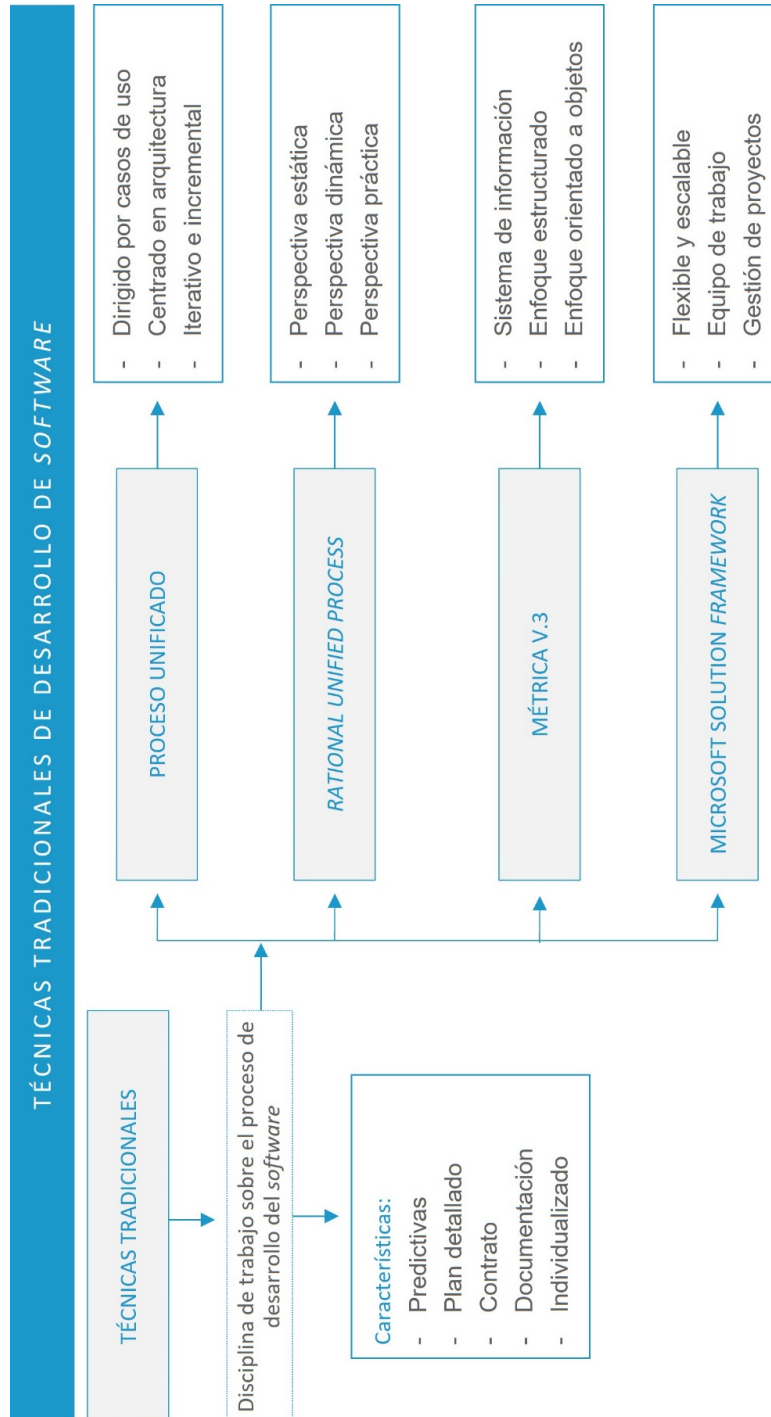 TÉCNICAS TRADICIONALES DE DESARROLLO DE SOFTWARE
TÉCNICAS TRADICIONALES
Disciplina de trabajo sobre el proceso de
desarrollo del software
Características:
- Predictivas
- Plan detallado
- Contrato
- Documentación
- Individualizado
PROCESO UNIFICADO
- Dirigido por casos de uso
- Centrado en arquitectura
- Iterativo e incremental
RATIONAL UNIFIED PROCESS
- Perspectiva estática
- Perspectiva dinámica
- Perspectiva práctica
MÉTRICA V.3
- Sistema de información
- Enfoque estructurado
- Enfoque orientado a objetos
MICROSOFT SOLUTION FRAMEWORK
- Flexible y escalable
- Equipo de trabajo
- Gestión de proyectos